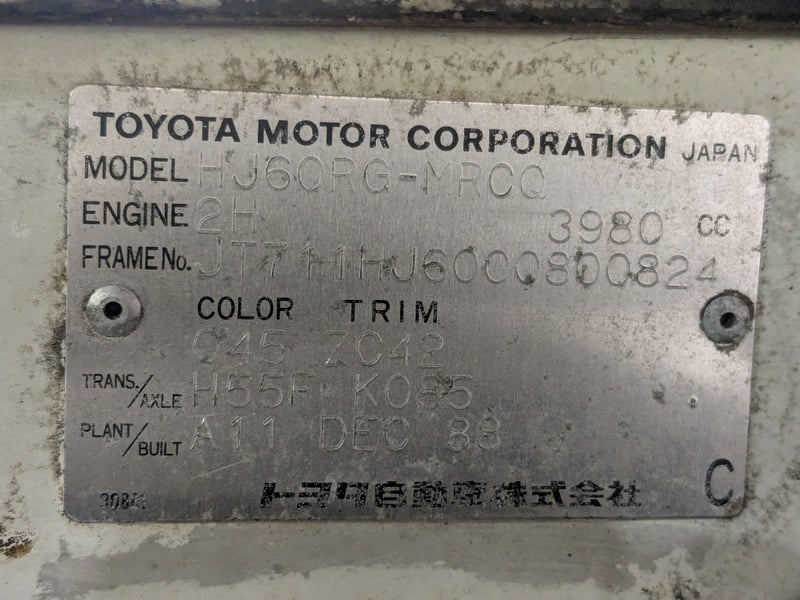 TOYOTA MOTOR CORPORATION JAPAN
MODEL HJ60RG-MRCQ
ENGINE 2H 3980 CC
FRAME No. JT711HJ6000800824
COLOR TRIM
045 ZC42
TRANS./AXLE H55F K085
PLANT/BUILT A11 DEC 88
トヨタ自動車株式会社 C